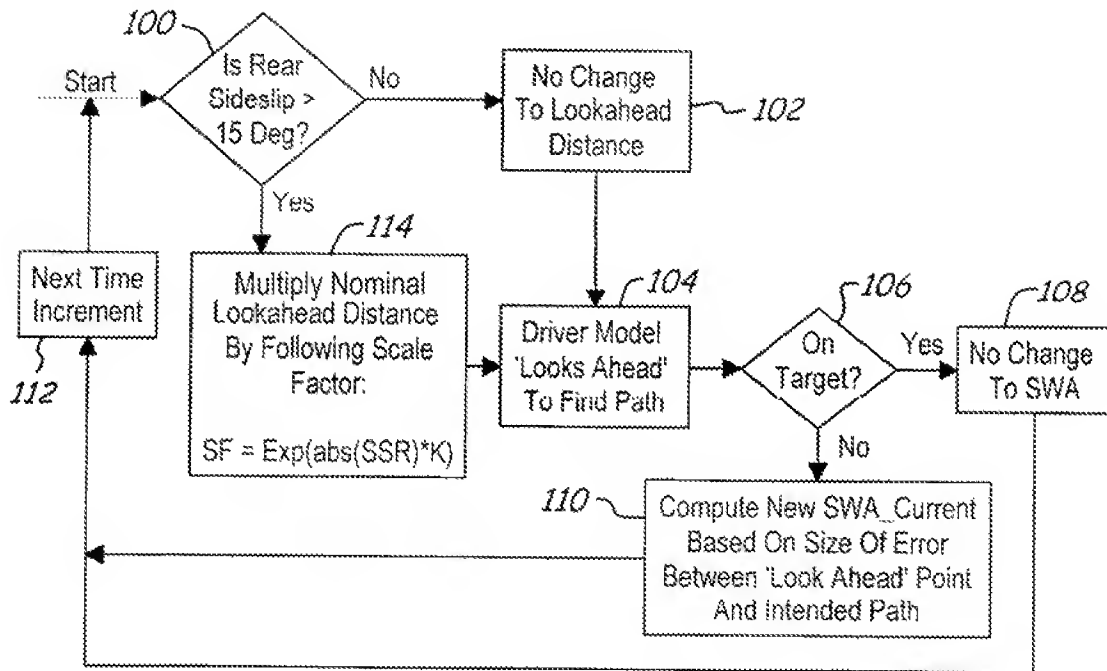 100
Start
Is Rear
Sideslip >
15 Deg?
No
No Change
To Lookahead
Distance
102
Yes
114
Multiply Nominal
Lookahead Distance
By Following Scale
Factor:
SF = Exp(abs(SSR)*K)
Next Time
Increment
112
104
Driver Model
'Looks Ahead'
To Find Path
106
On
Target?
Yes
108
No Change
To SWA
No
110
Compute New SWA_Current
Based On Size Of Error
Between 'Look Ahead' Point
And Intended Path